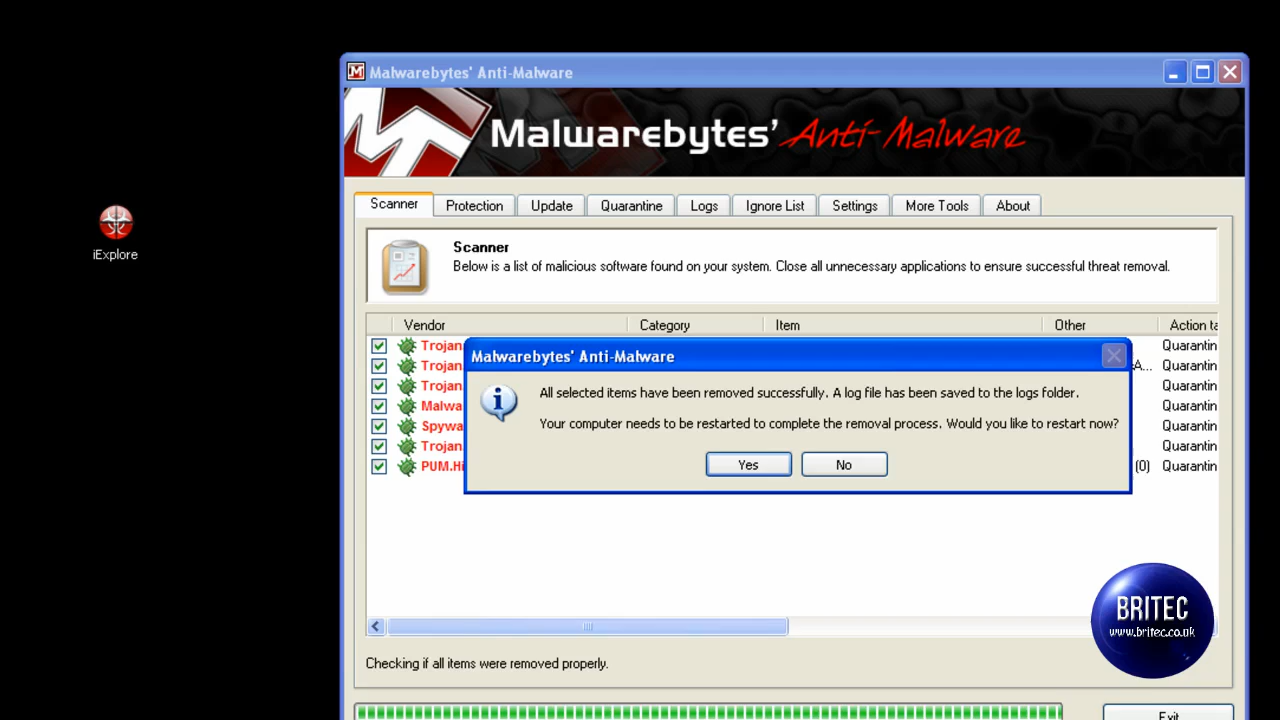 Malwarebytes' Anti-Malware
Malwarebytes' Anti-Malware
Scanner Protection Update Quarantine Logs Ignore List Settings More Tools About
iExplore
Scanner
Below is a list of malicious software found on your system. Close all unnecessary applications to ensure successful threat removal.
Vendor Category Item Other Action ta
Trojan. Quarantin
Trojan. A... Quarantin
Trojan. Quarantin
Malwa Quarantin
Spywa Quarantin
Trojan. Quarantin
PUM.Hi (0) Quarantin
Malwarebytes' Anti-Malware
All selected items have been removed successfully. A log file has been saved to the logs folder.
Your computer needs to be restarted to complete the removal process. Would you like to restart now?
Yes No
BRITEC
www.britec.co.uk
Checking if all items were removed properly.
Exit